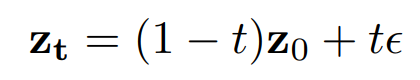 z_t = (1 − t)z_0 + tϵ